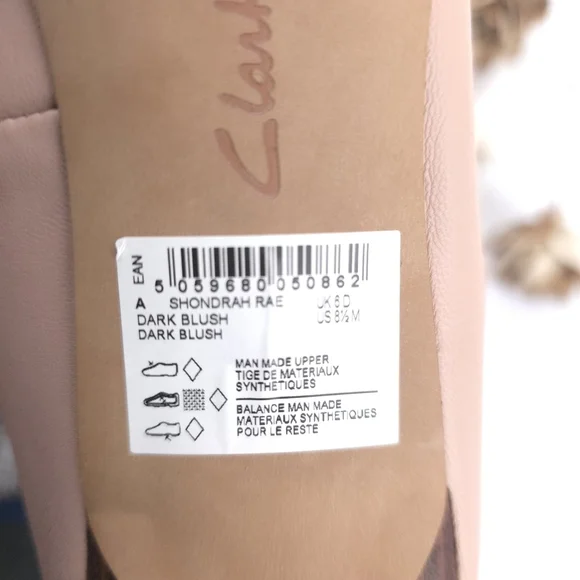 Clark
EAN
5 059680 050862
A SHONDRAH RAE UK 6 D
DARK BLUSH US 8½ M
DARK BLUSH
MAN MADE UPPER
TIGE DE MATERIAUX
SYNTHETIQUES
BALANCE MAN MADE
MATERIAUX SYNTHETIQUES
POUR LE RESTE